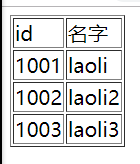 id 名字
1001 laoli
1002 laoli2
1003 laoli3